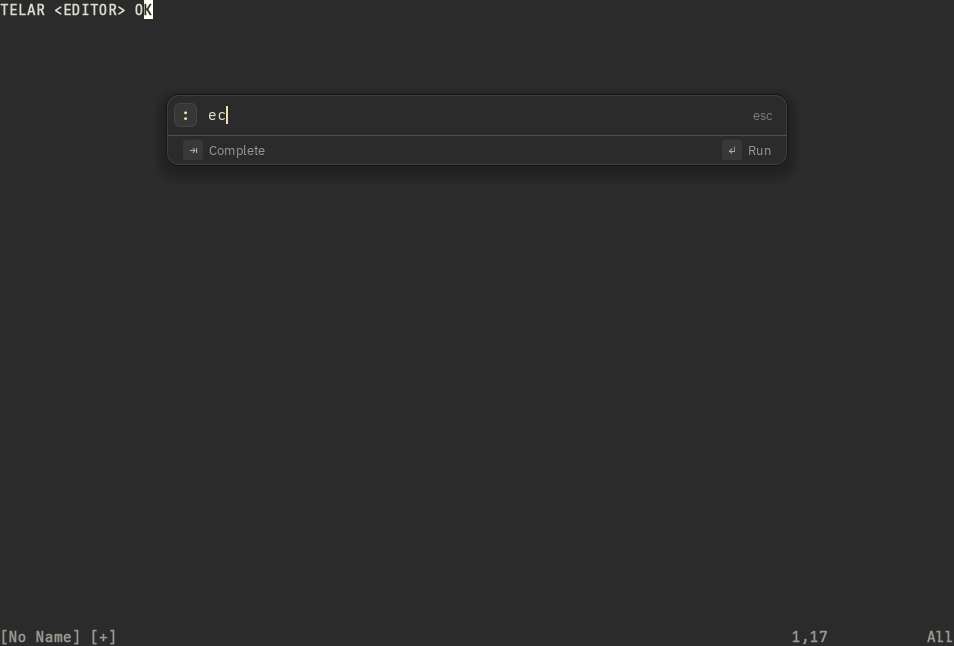 TELAR <EDITOR> OK
: ec esc
⇥ Complete ↵ Run
[No Name] [+] 1,17 All